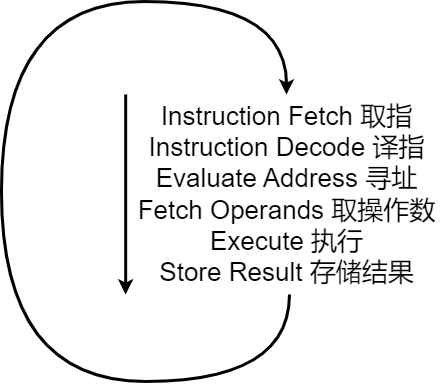 Instruction Fetch 取指
Instruction Decode 译指
Evaluate Address 寻址
Fetch Operands 取操作数
Execute 执行
Store Result 存储结果